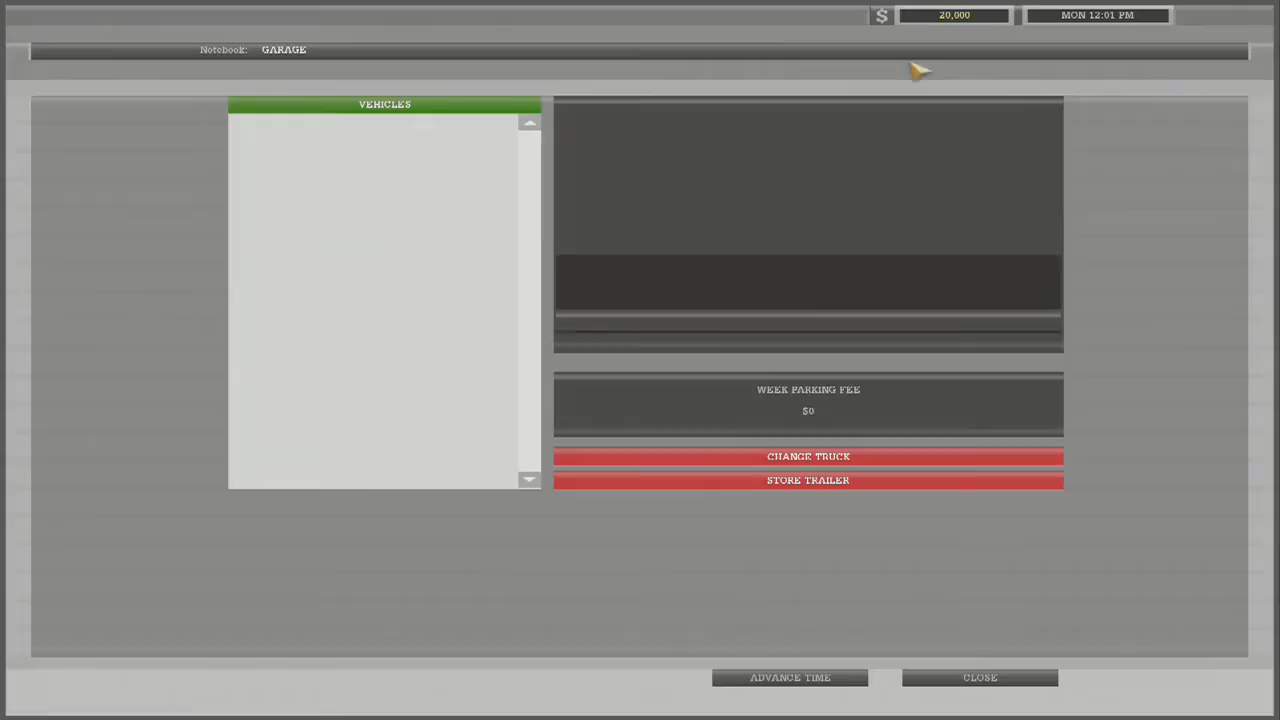 $ 20,000 MON 12:01 PM
Notebook: GARAGE
VEHICLES
WEEK PARKING FEE
$0
CHANGE TRUCK
STORE TRAILER
ADVANCE TIME CLOSE